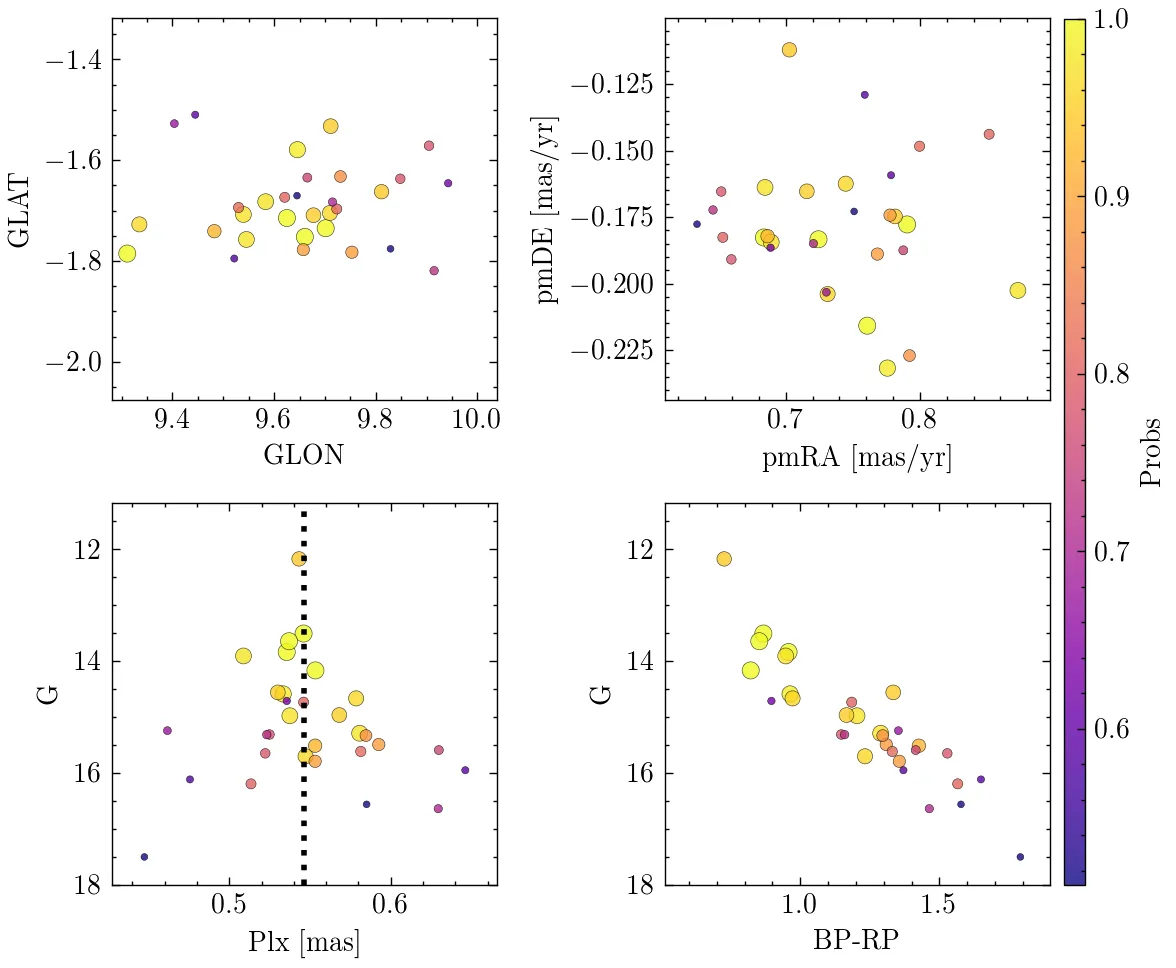 −1.4
−1.6
−1.8
−2.0
GLAT
9.4 9.6 9.8 10.0
GLON
−0.125
−0.150
−0.175
−0.200
−0.225
pmDE [mas/yr]
0.7 0.8
pmRA [mas/yr]
12
14
16
18
G
0.5 0.6
Plx [mas]
12
14
16
18
G
1.0 1.5
BP-RP
1.0
0.9
0.8
0.7
0.6
Probs